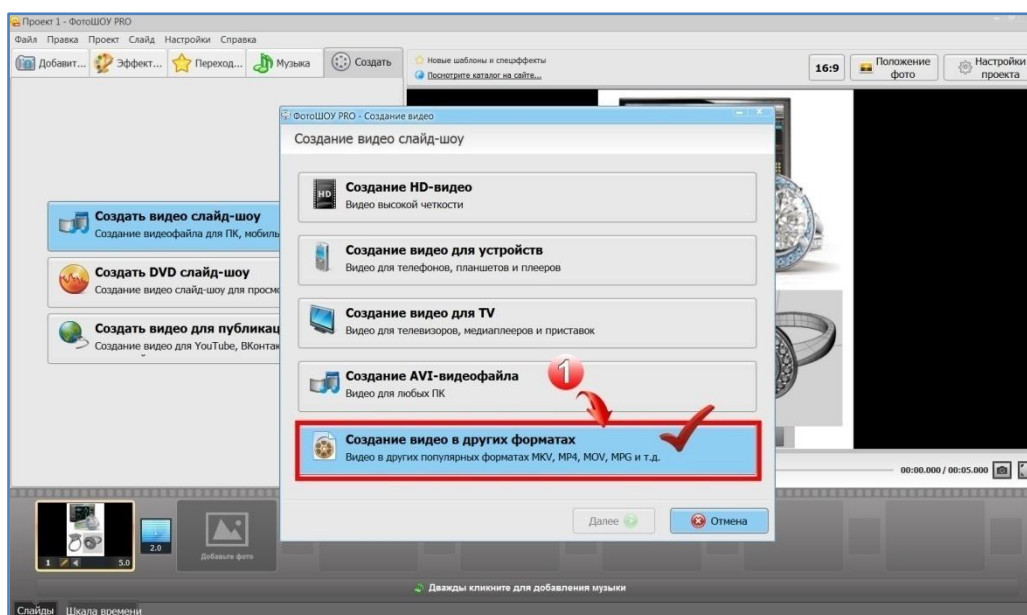 Проект 1 - ФотоШОУ PRO
Файл Правка Проект Слайд Настройки Справка
Добавит... Эффект... Переход... Музыка Создать
Новые шаблоны и спецэффекты
Посмотрите каталог на сайте...
16:9
Положение фото
Настройки проекта
ФотоШОУ PRO - Создание видео
Создание видео слайд-шоу
HD
Создание HD-видео
Видео высокой четкости
Создание видео для устройств
Видео для телефонов, планшетов и плееров
Создание видео для TV
Видео для телевизоров, медиаплееров и приставок
Создание AVI-видеофайла
Видео для любых ПК
1
Создание видео в других форматах
Видео в других популярных форматах MKV, MP4, MOV, MPG и т.д.
Далее
Отмена
Создать видео слайд-шоу
Создание видеофайла для ПК, мобиль
Создать DVD слайд-шоу
Создание видео слайд-шоу для просмо
Создать видео для публикац
Создание видео для YouTube, ВКонтак
00:00.000 / 00:05.000
1 5.0
2.0
Добавьте фото
Дважды кликните для добавления музыки
Слайды Шкала времени